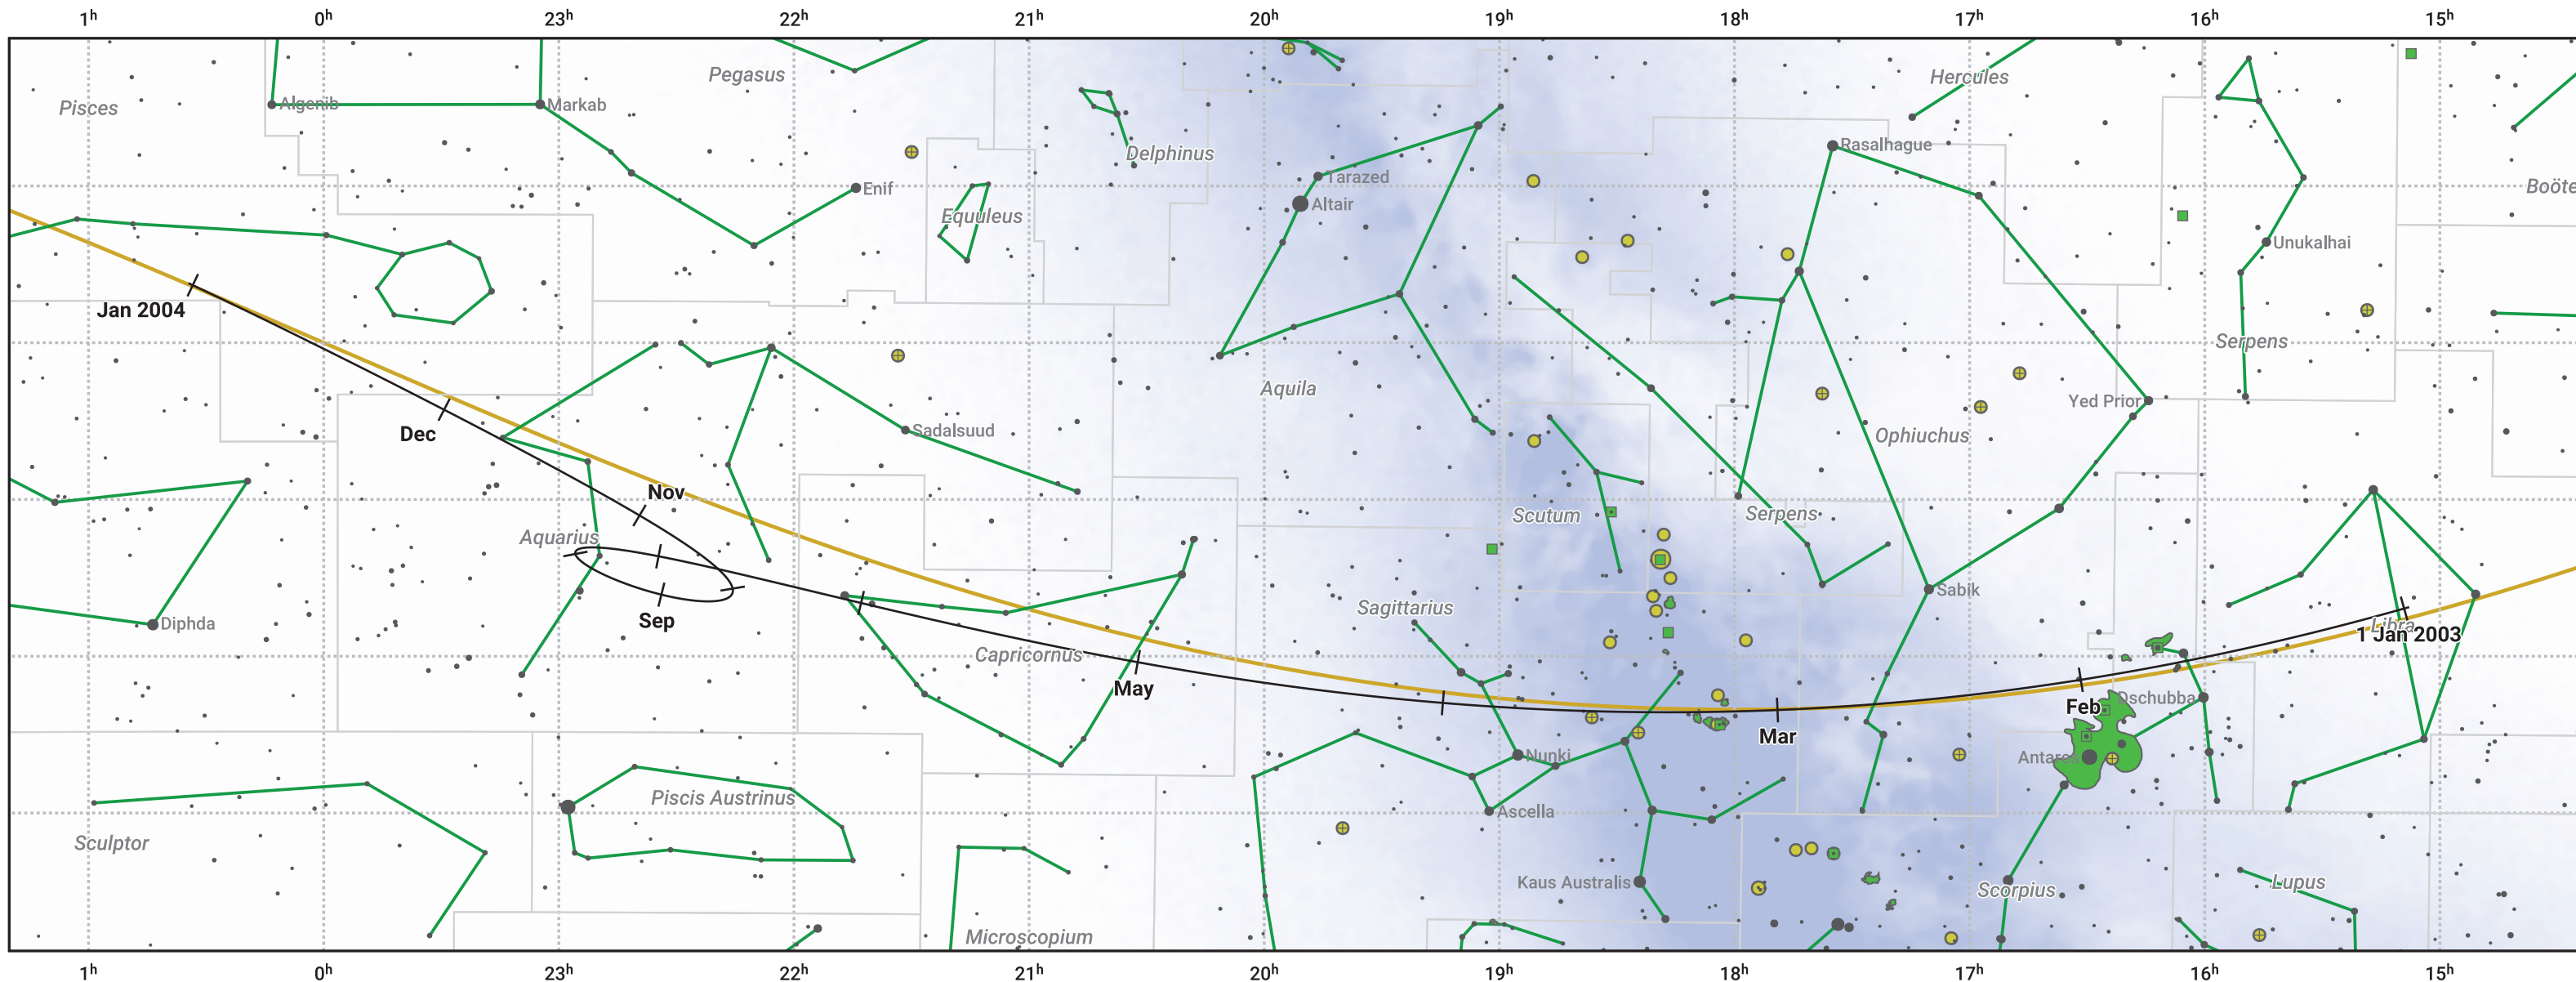 1h 0h 23h 22h 21h 20h 19h 18h 17h 16h 15h
Pegasus
Hercules
Pisces
Algenib
Markab
Delphinus
Rasalhague
Tarazed
Enif
Boöte
Altair
Equuleus
Unukalhai
Jan 2004
Serpens
Aquila
Yed Prior
Dec
Sadalsuud
Ophiuchus
Nov
Scutum
Serpens
Aquarius
Sabik
Sagittarius
Sep
Diphda
Libra
1 Jan 2003
Capricornus
May
Dschubba
Feb
Mar
Nunki
Antares
Piscis Austrinus
Ascella
Sculptor
Kaus Australis
Lupus
Scorpius
Microscopium
1h 0h 23h 22h 21h 20h 19h 18h 17h 16h 15h